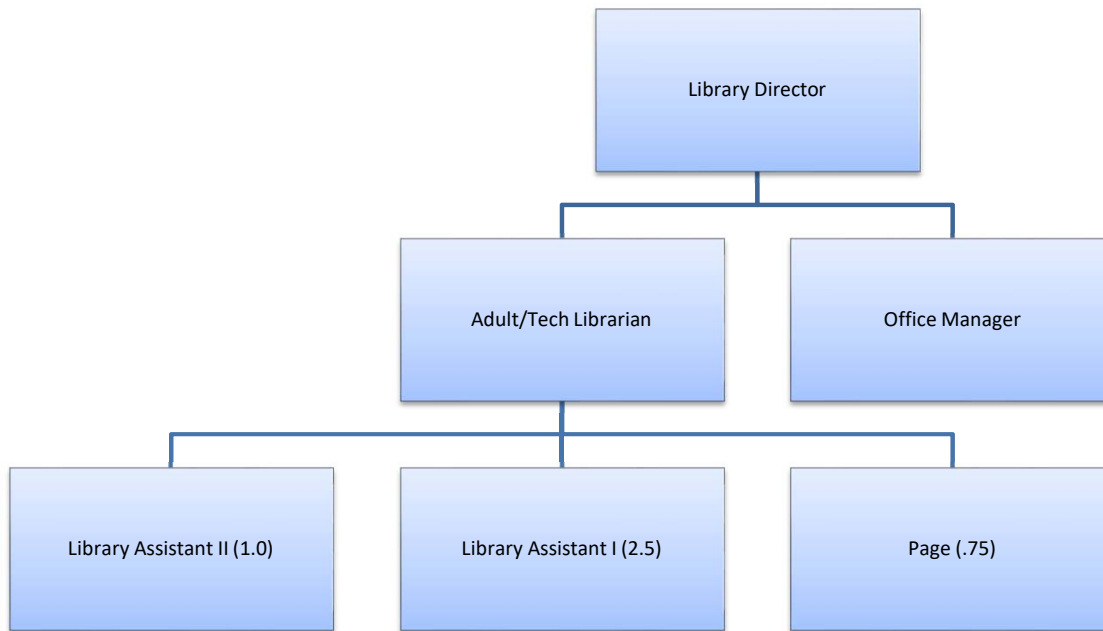 Library Director
Adult/Tech Librarian
Office Manager
Library Assistant II (1.0)
Library Assistant I (2.5)
Page (.75)